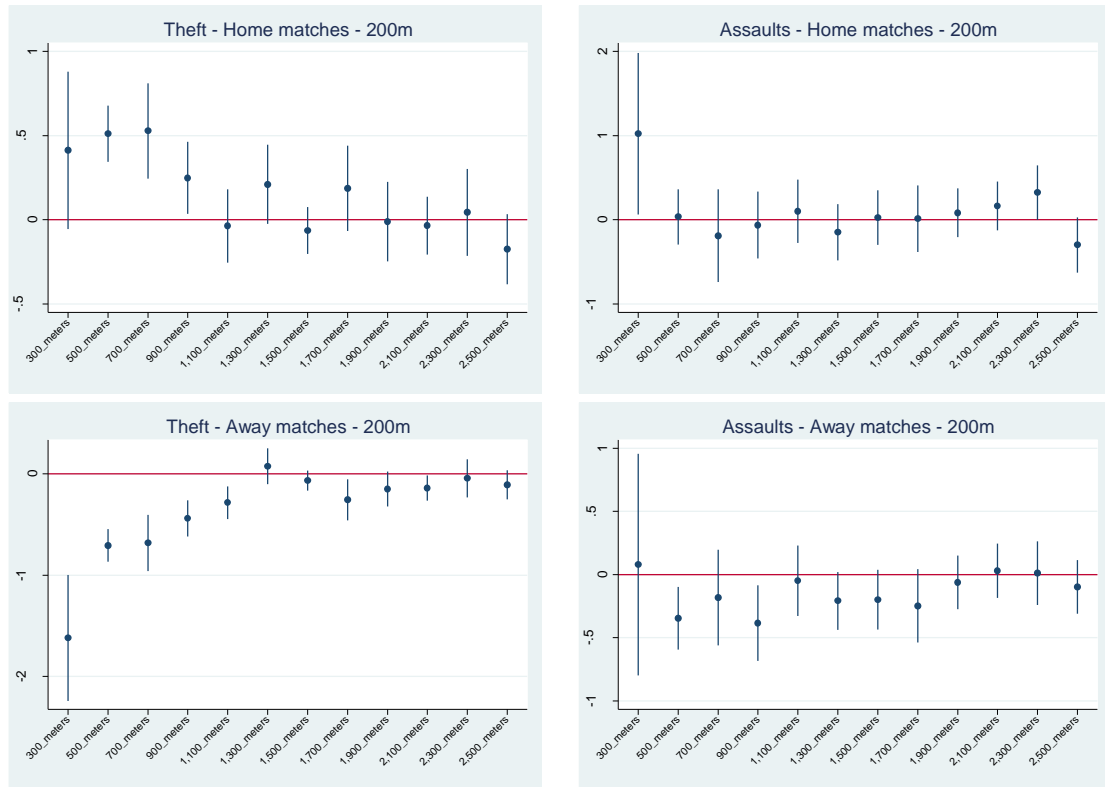 Theft - Home matches - 200m
1
.5
0
-.5
300_meters
500_meters
700_meters
900_meters
1,100_meters
1,300_meters
1,500_meters
1,700_meters
1,900_meters
2,100_meters
2,300_meters
2,500_meters
Assaults - Home matches - 200m
2
1
0
-1
300_meters
500_meters
700_meters
900_meters
1,100_meters
1,300_meters
1,500_meters
1,700_meters
1,900_meters
2,100_meters
2,300_meters
2,500_meters
Theft - Away matches - 200m
0
-1
-2
300_meters
500_meters
700_meters
900_meters
1,100_meters
1,300_meters
1,500_meters
1,700_meters
1,900_meters
2,100_meters
2,300_meters
2,500_meters
Assaults - Away matches - 200m
1
.5
0
-.5
-1
300_meters
500_meters
700_meters
900_meters
1,100_meters
1,300_meters
1,500_meters
1,700_meters
1,900_meters
2,100_meters
2,300_meters
2,500_meters